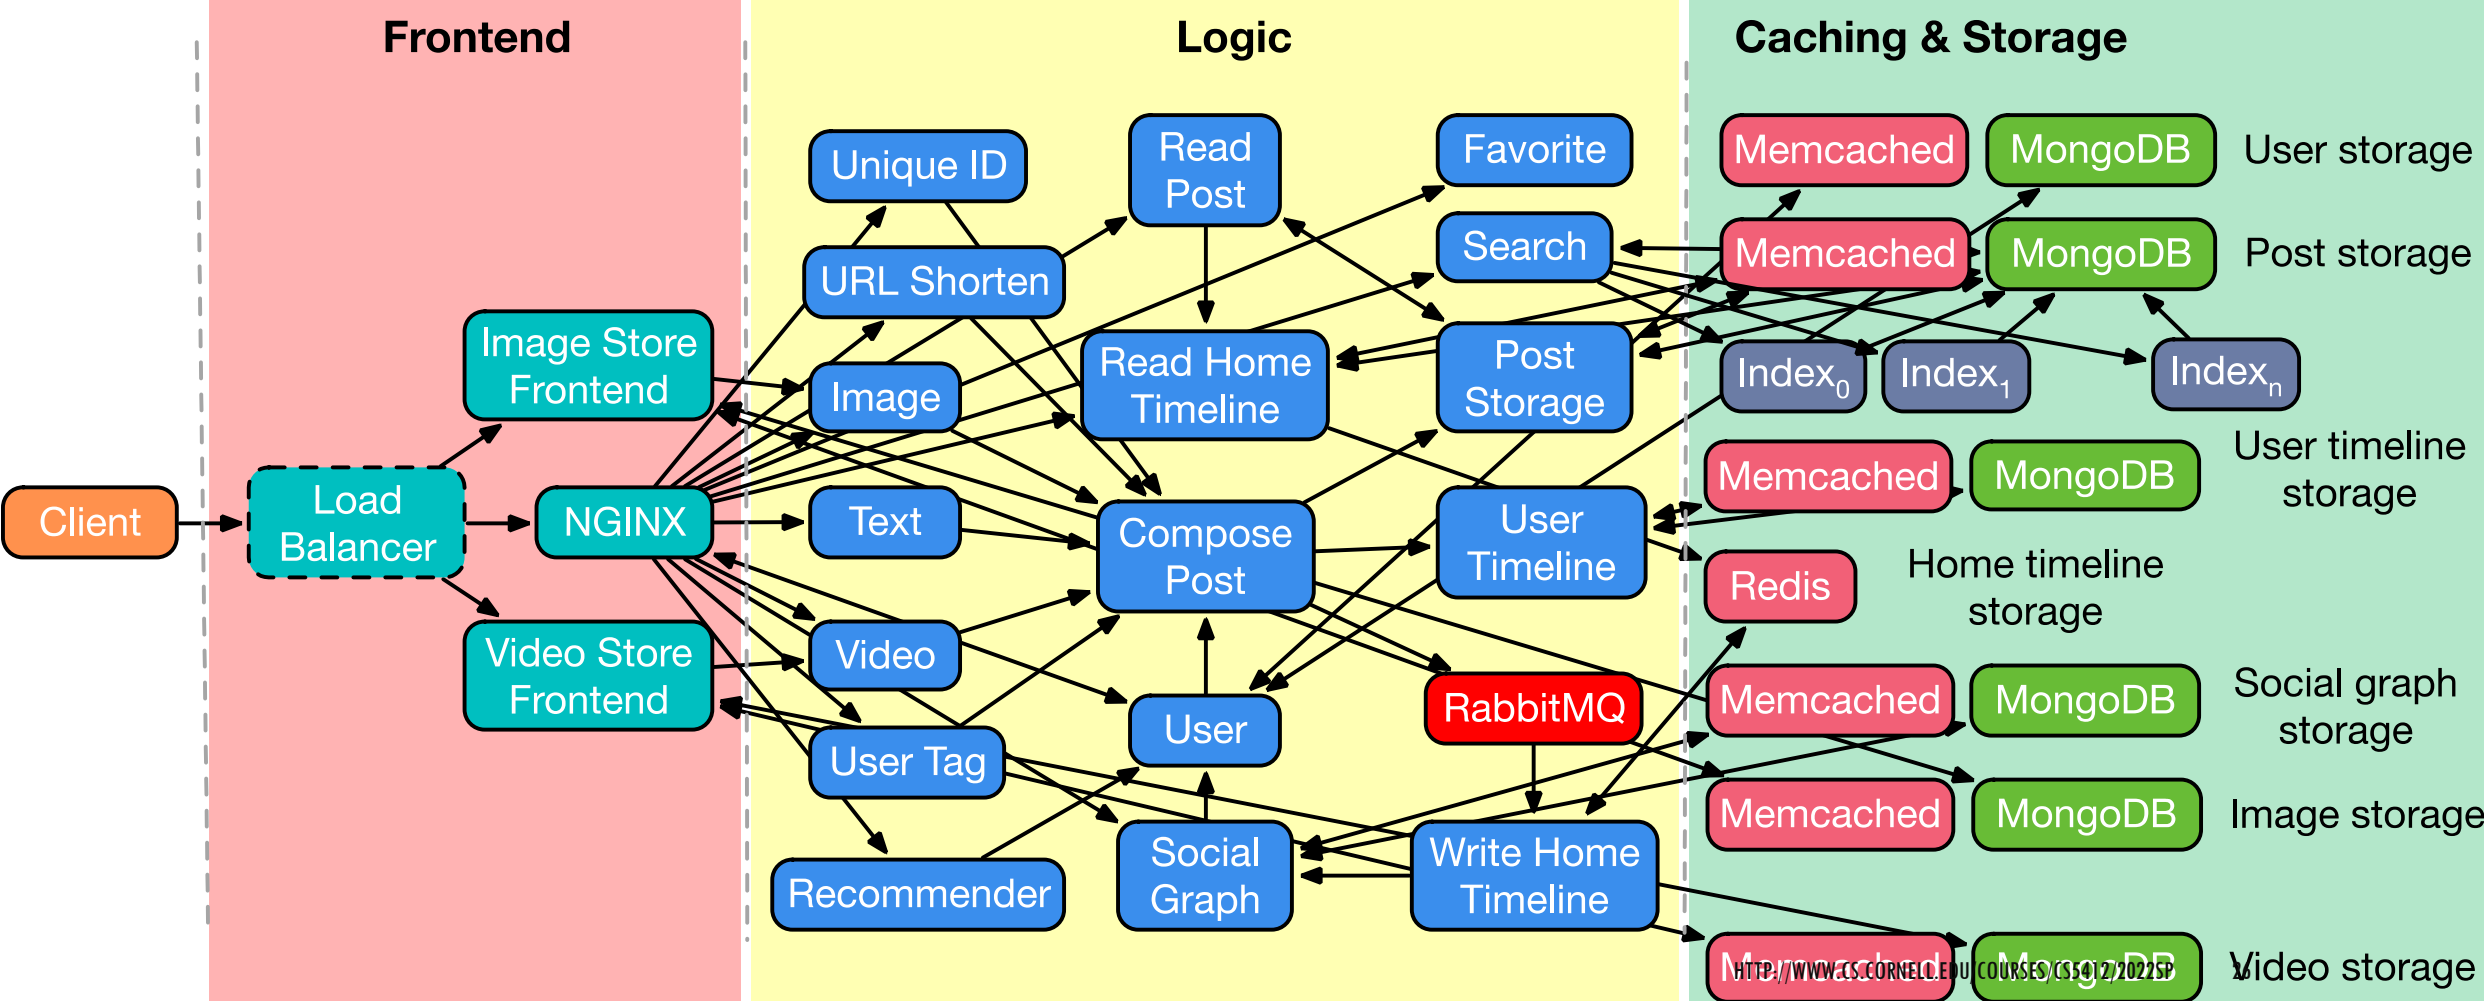 Frontend
Logic
Caching & Storage
Client
Load
Balancer
Image Store
Frontend
NGINX
Video Store
Frontend
Unique ID
URL Shorten
Image
Text
Video
User Tag
Recommender
Read
Post
Read Home
Timeline
Compose
Post
User
Social
Graph
Favorite
Search
Post
Storage
User
Timeline
RabbitMQ
Write Home
Timeline
Memcached MongoDB User storage
Memcached MongoDB Post storage
Index0 Index1 Indexn
Memcached MongoDB User timeline
storage
Redis Home timeline
storage
Memcached MongoDB Social graph
storage
Memcached MongoDB Image storage
Memcached MongoDB Video storage
HTTP://WWW.CS.CORNELL.EDU/COURSES/CS5412/2022SP